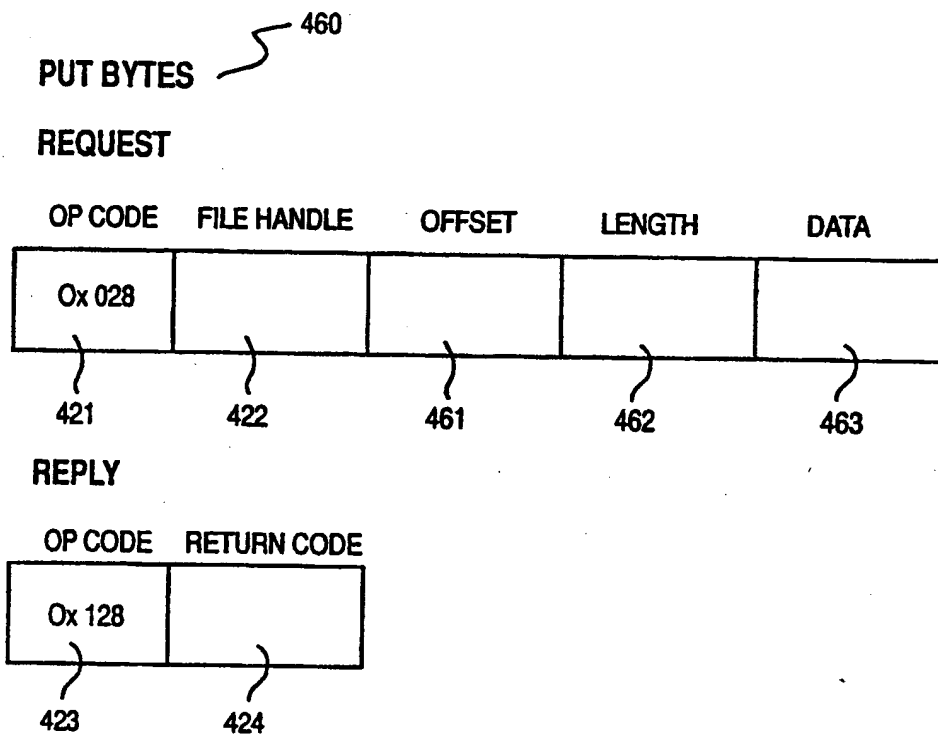 460
PUT BYTES
REQUEST
OP CODE FILE HANDLE OFFSET LENGTH DATA
Ox 028
421 422 461 462 463
REPLY
OP CODE RETURN CODE
Ox 128
423 424